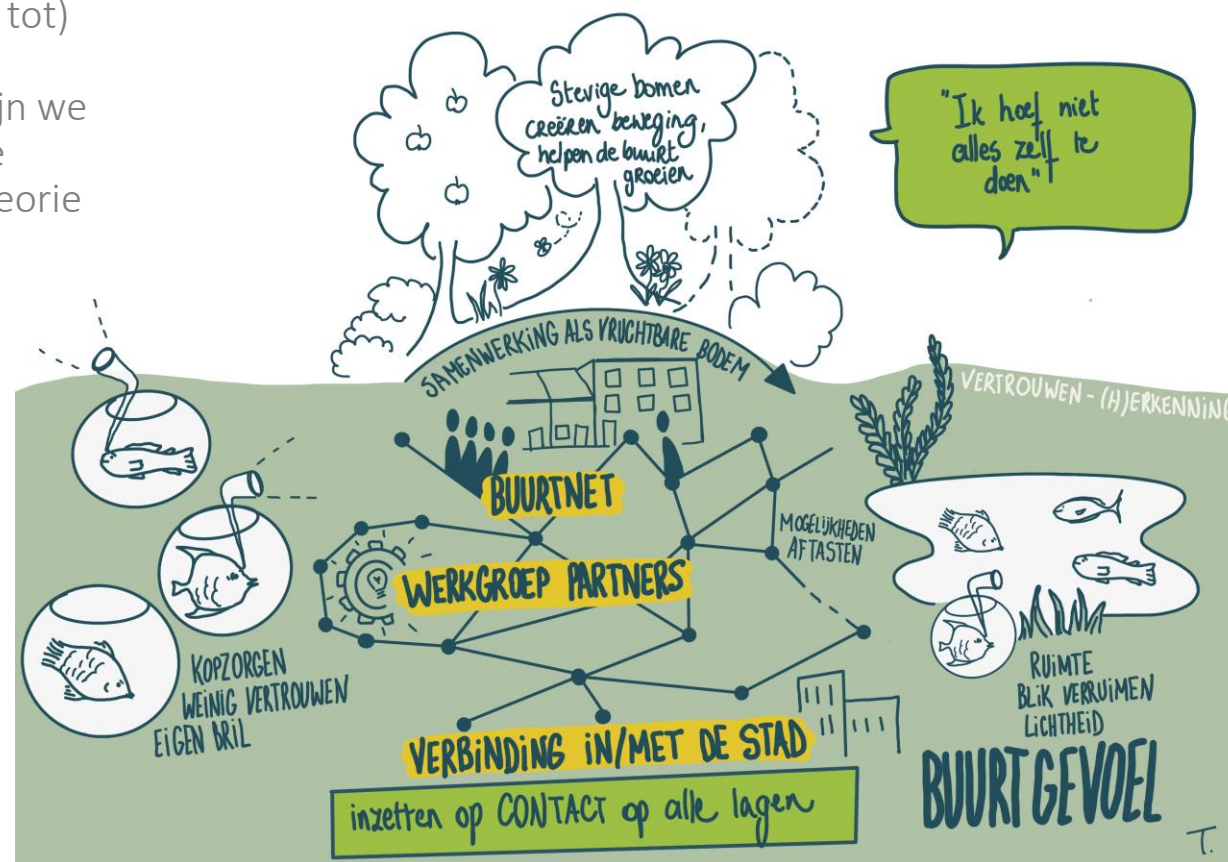 tot)
we
Stevige bomen
creëren beweging,
helpen de buurt
groeien
"Ik hoef niet
alles zelf te
doen"
SAMENWERKING ALS VRUCHTBARE BODEM
VERTROUWEN - (H)ERKENNING
BUURTNET
MOGELIJKHEDEN
AFTASTEN
WERKGROEP PARTNERS
KOPZORGEN
WEINIG VERTROUWEN
EIGEN BRIL
RUIMTE
BLIK VERRUIMEN
LICHTHEID
VERBINDING IN/MET DE STAD
BUURTGEVOEL
inzetten op CONTACT op alle lagen
T.